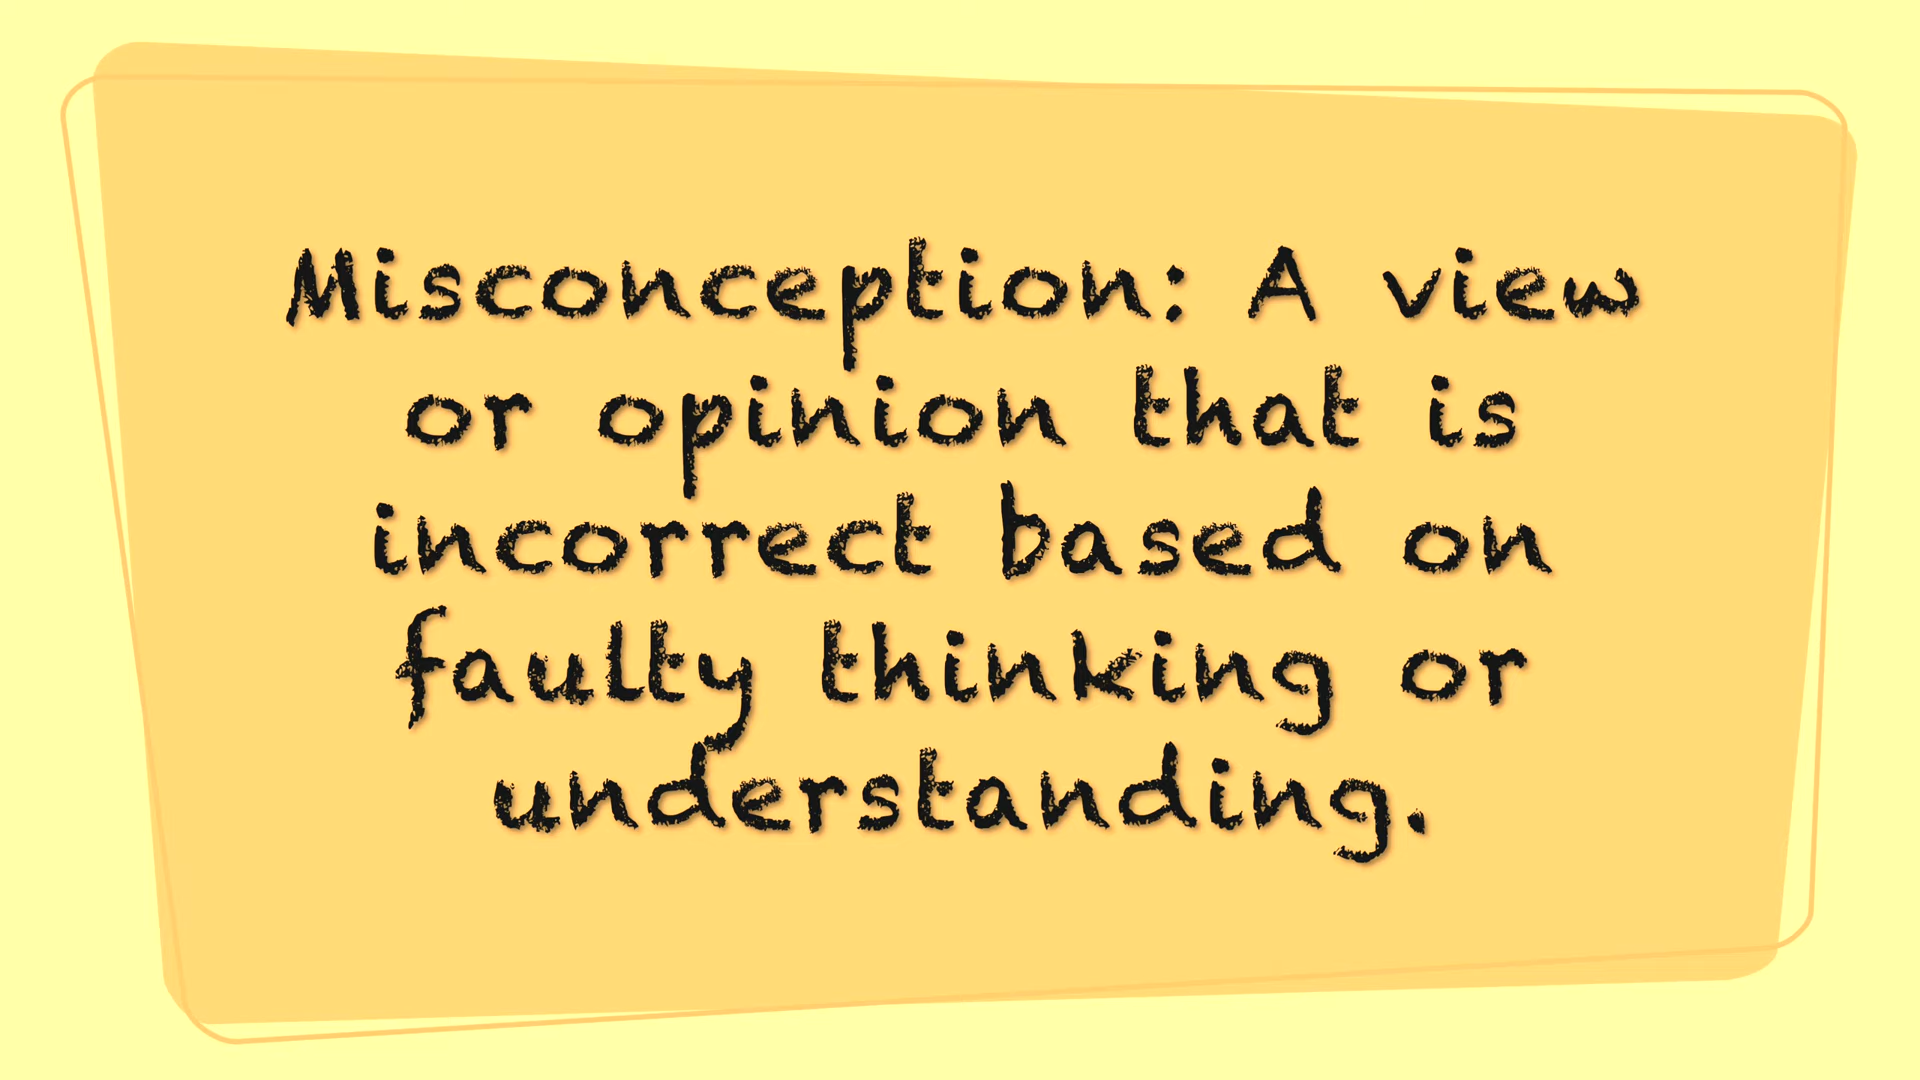 Misconception: A view
or opinion that is
incorrect based on
faulty thinking or
understanding.